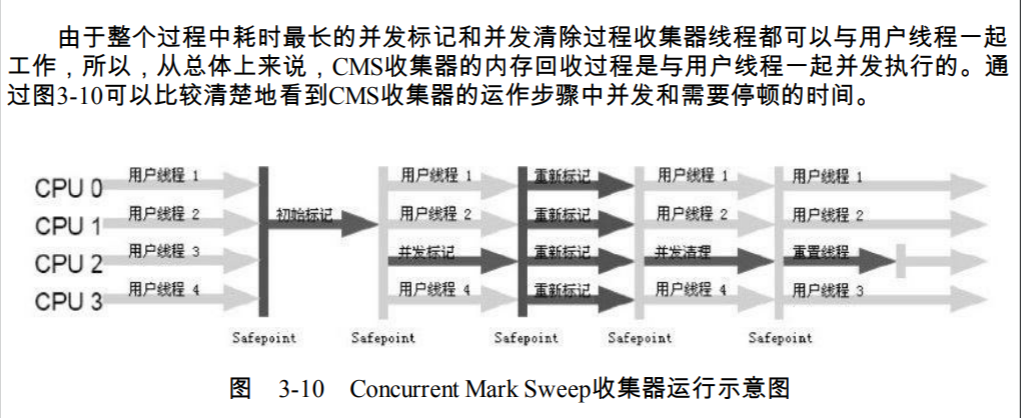 由于整个过程中耗时最长的并发标记和并发清除过程收集器线程都可以与用户线程一起
工作，所以，从总体上来说，CMS收集器的内存回收过程是与用户线程一起并发执行的。通
过图3-10可以比较清楚地看到CMS收集器的运作步骤中并发和需要停顿的时间。
CPU 0 用户线程 1 用户线程 1 重新标记 用户线程 1 用户线程 1
CPU 1 用户线程 2 初始标记 用户线程 2 重新标记 用户线程 2 用户线程 2
CPU 2 用户线程 3 并发标记 重新标记 并发清理 重置线程
CPU 3 用户线程 4 用户线程 4 重新标记 用户线程 4 用户线程 3
Safepoint Safepoint Safepoint Safepoint Safepoint
图 3-10 Concurrent Mark Sweep收集器运行示意图